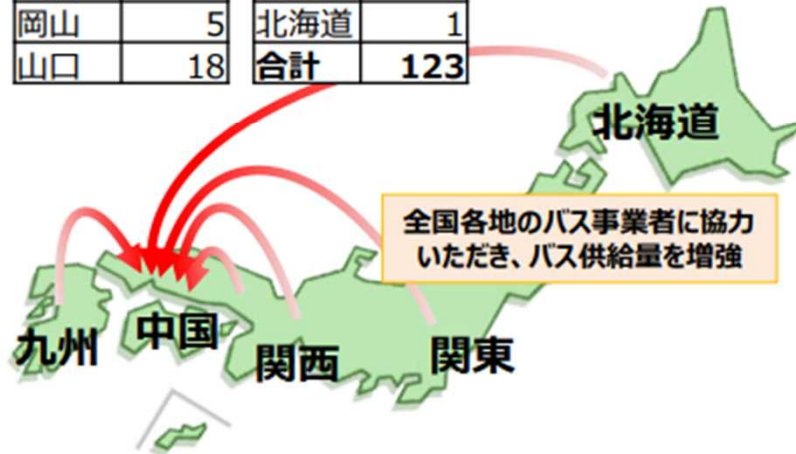 岡山 5 北海道 1
山口 18 合計 123
北海道
全国各地のバス事業者に協力
いただき、バス供給量を増強
九州
中国
関西
関東